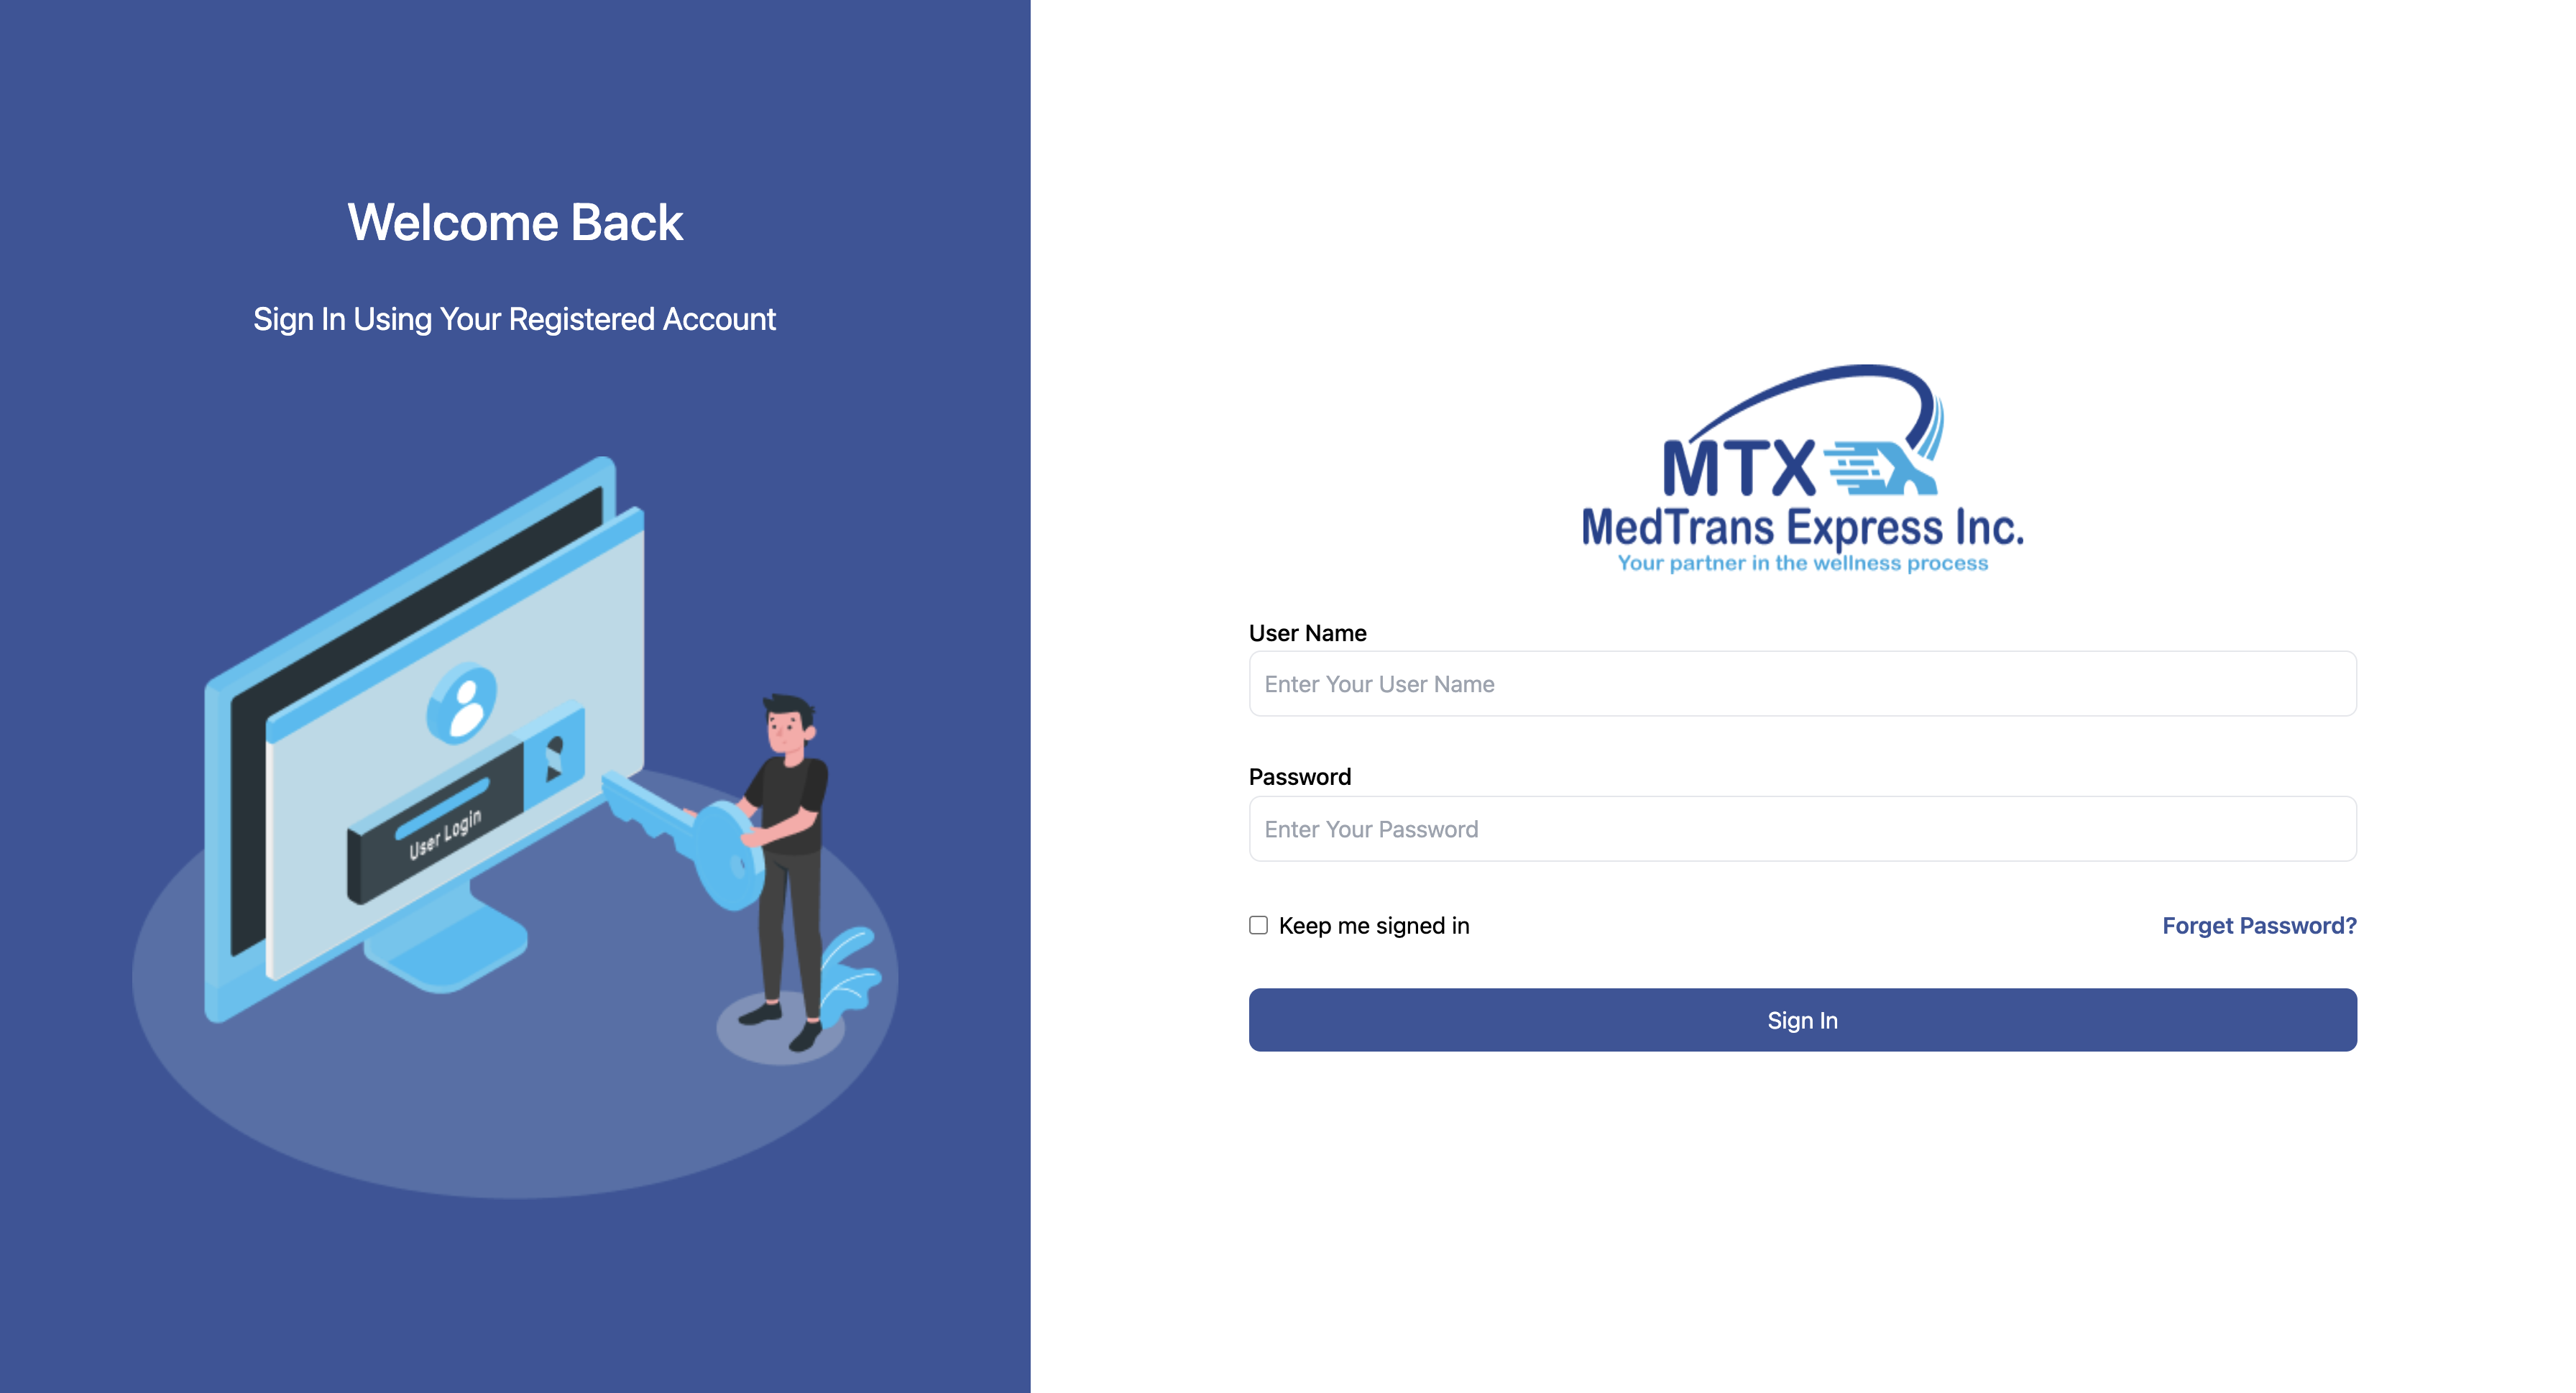 Welcome Back
Sign In Using Your Registered Account
User Login
MTX
MedTrans Express Inc.
Your partner in the wellness process
User Name
Enter Your User Name
Password
Enter Your Password
Keep me signed in
Forget Password?
Sign In